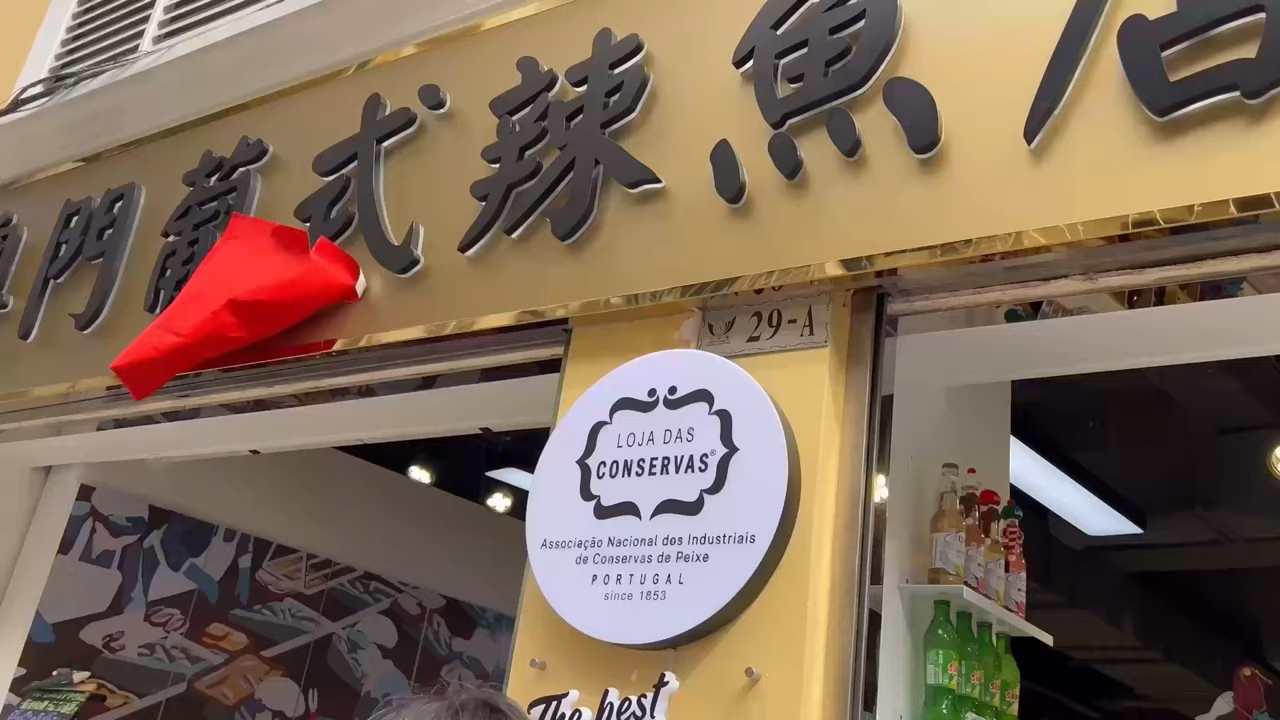 門葡式辣魚店
29-A
LOJA DAS
CONSERVAS®
Associação Nacional dos Industriais
de Conservas de Peixe
PORTUGAL
since 1853
The best